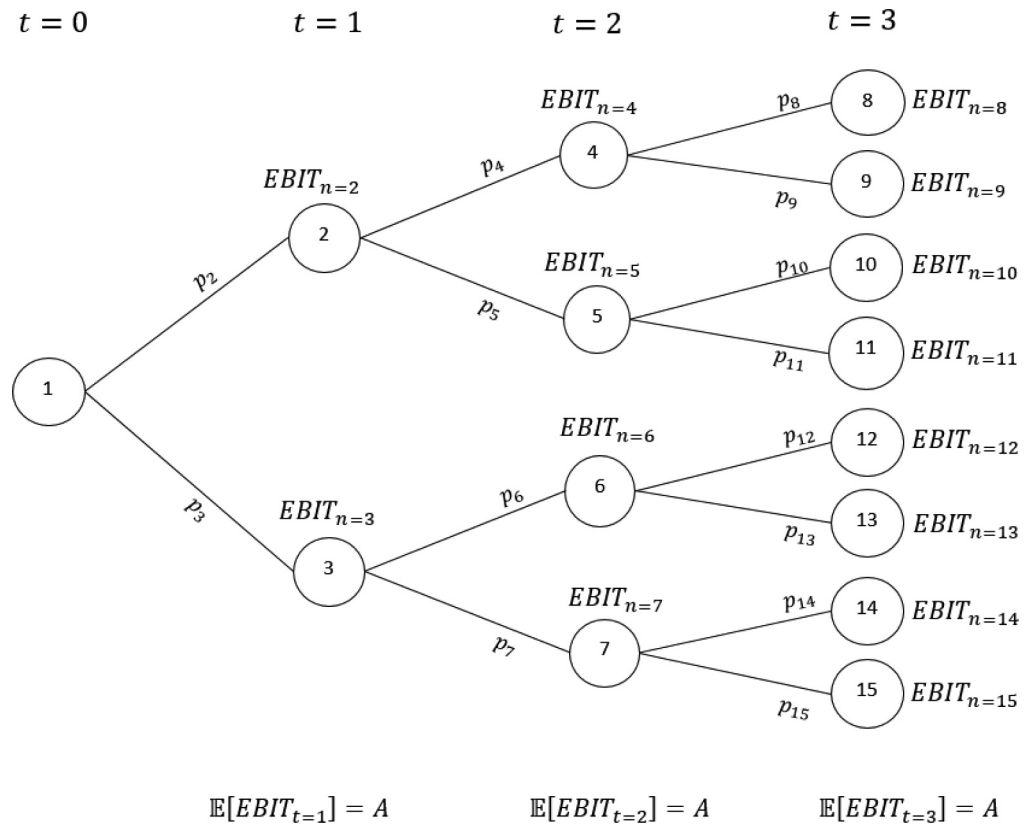 t = 0 t = 1 t = 2 t = 3
EBIT_{n=4} p_8 8 EBIT_{n=8}
4
p_4 p_9 9 EBIT_{n=9}
EBIT_{n=2}
2
EBIT_{n=5} p_{10} 10 EBIT_{n=10}
p_2 p_5 5
p_{11} 11 EBIT_{n=11}
1
EBIT_{n=6} p_{12} 12 EBIT_{n=12}
p_3 p_6 6
EBIT_{n=3} p_{13} 13 EBIT_{n=13}
3
EBIT_{n=7} p_{14} 14 EBIT_{n=14}
p_7 7
p_{15} 15 EBIT_{n=15}
𝔼[EBIT_{t=1}] = A 𝔼[EBIT_{t=2}] = A 𝔼[EBIT_{t=3}] = A